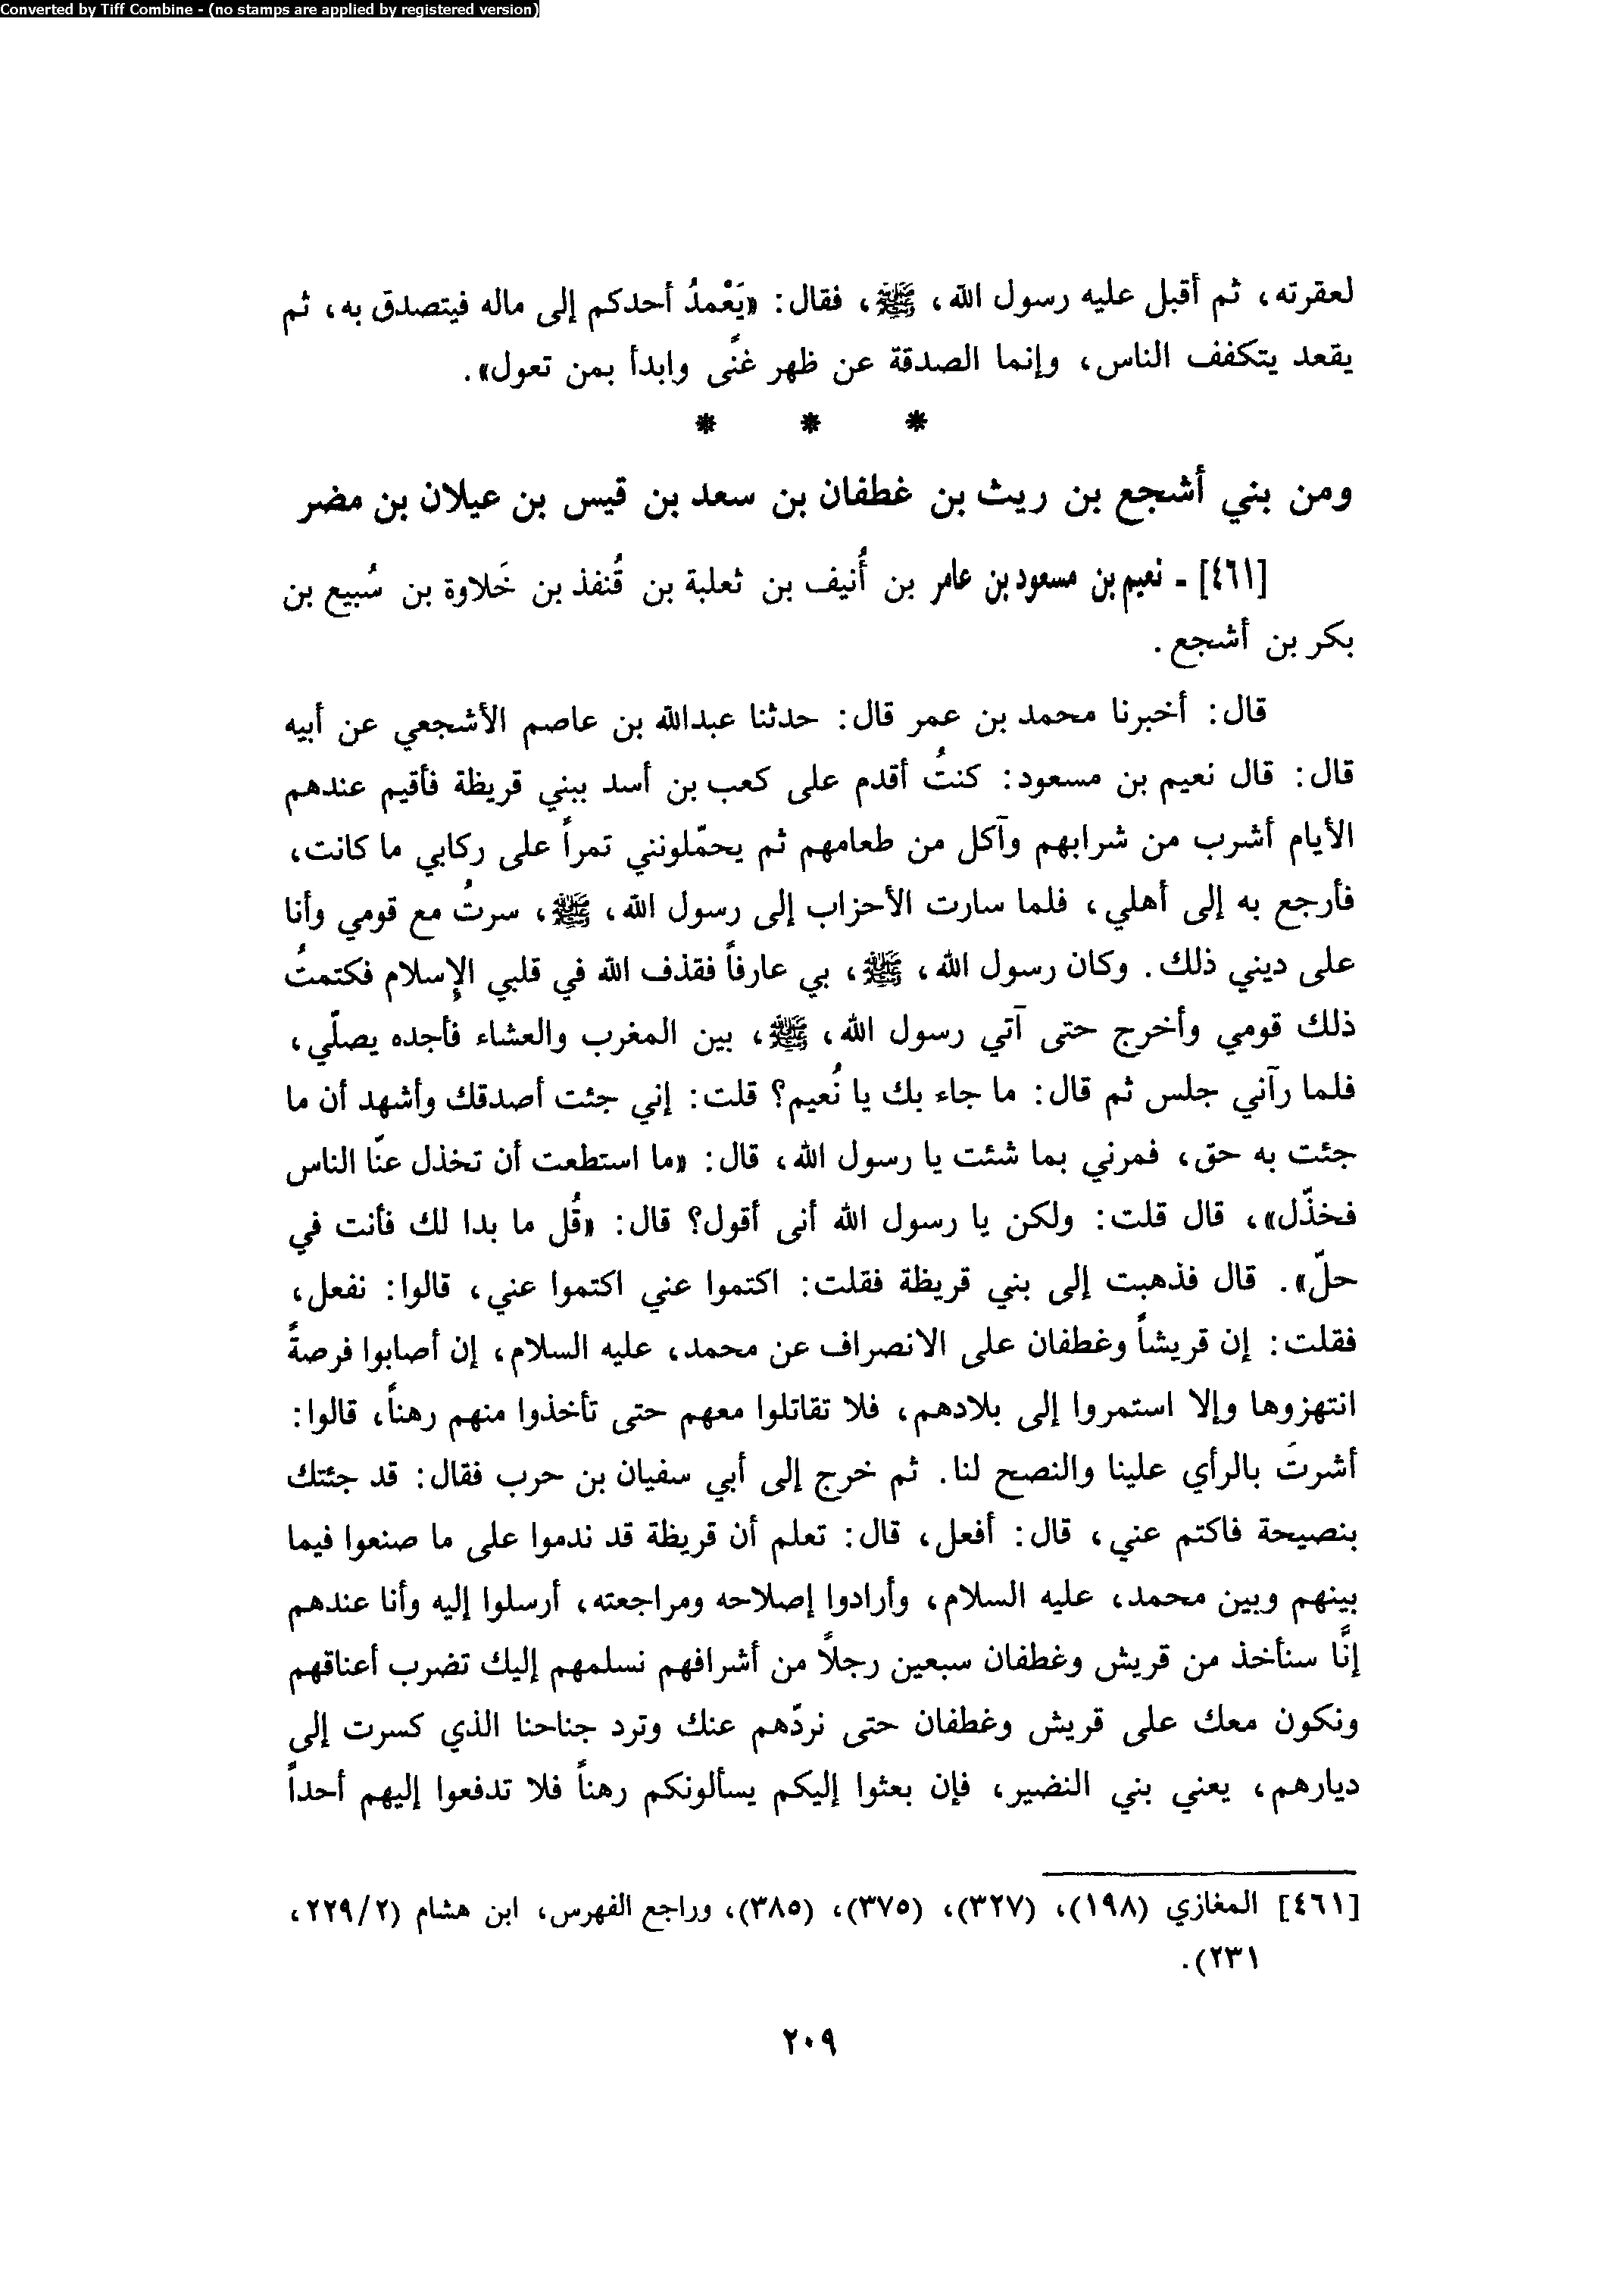 Converted by Tiff Combine - (no stamps are applied by registered version)
لعقرته، ثم أقبل عليه رسول الله، ﷺ، فقال: «يَعْمدُ أحدكم إلى ماله فيتصدق به، ثم
يقعد يتكفف الناس، وإنما الصدقة عن ظهر غنًى وابدأ بمن تعول».
* * *
ومن بني أشجع بن ريث بن غطفان بن سعد بن قيس بن عيلان بن مضر
[٤٦١] - نعيم بن مسعود بن عامر بن أُنيف بن ثعلبة بن قُنفذ بن خَلاوة بن سُبيع بن
بكر بن أشجع.
قال: أخبرنا محمد بن عمر قال: حدثنا عبدالله بن عاصم الأشجعي عن أبيه
قال: قال نعيم بن مسعود: كنتُ أقدم على كعب بن أسد ببني قريظة فأقيم عندهم
الأيام أشرب من شرابهم وآكل من طعامهم ثم يحمّلونني تمراً على ركابي ما كانت،
فأرجع به إلى أهلي، فلما سارت الأحزاب إلى رسول الله، ﷺ، سرتُ مع قومي وأنا
على ديني ذلك. وكان رسول الله، ﷺ، بي عارفاً فقذف الله في قلبي الإسلام فكتمتُ
ذلك قومي وأخرج حتى آتي رسول الله، ﷺ، بين المغرب والعشاء فأجده يصلّي،
فلما رآني جلس ثم قال: ما جاء بك يا نُعيم؟ قلت: إني جئت أصدقك وأشهد أن ما
جئت به حق، فمرني بما شئت يا رسول الله، قال: «ما استطعت أن تخذل عنّا الناس
فخذّل»، قال قلت: ولكن يا رسول الله أنى أقول؟ قال: «قُل ما بدا لك فأنت في
حلّ». قال فذهبت إلى بني قريظة فقلت: اكتموا عني اكتموا عني، قالوا: نفعل،
فقلت: إن قريشاً وغطفان على الانصراف عن محمد، عليه السلام، إن أصابوا فرصةً
انتهزوها وإلا استمروا إلى بلادهم، فلا تقاتلوا معهم حتى تأخذوا منهم رهناً، قالوا:
أشرتَ بالرأي علينا والنصح لنا. ثم خرج إلى أبي سفيان بن حرب فقال: قد جئتك
بنصيحة فاكتم عني، قال: أفعل، قال: تعلم أن قريظة قد ندموا على ما صنعوا فيما
بينهم وبين محمد، عليه السلام، وأرادوا إصلاحه ومراجعته، أرسلوا إليه وأنا عندهم
إنَّا سنأخذ من قريش وغطفان سبعين رجلاً من أشرافهم نسلمهم إليك تضرب أعناقهم
ونكون معك على قريش وغطفان حتى نردّهم عنك وترد جناحنا الذي كسرت إلى
ديارهم، يعني بني النضير، فإن بعثوا إليكم يسألونكم رهناً فلا تدفعوا إليهم أحداً
[٤٦١] المغازي (١٩٨)، (٣٢٧)، (٣٧٥)، (٣٨٥)، وراجع الفهرس، ابن هشام (٢/٢٢٩،
٢٣١).
٢٠٩